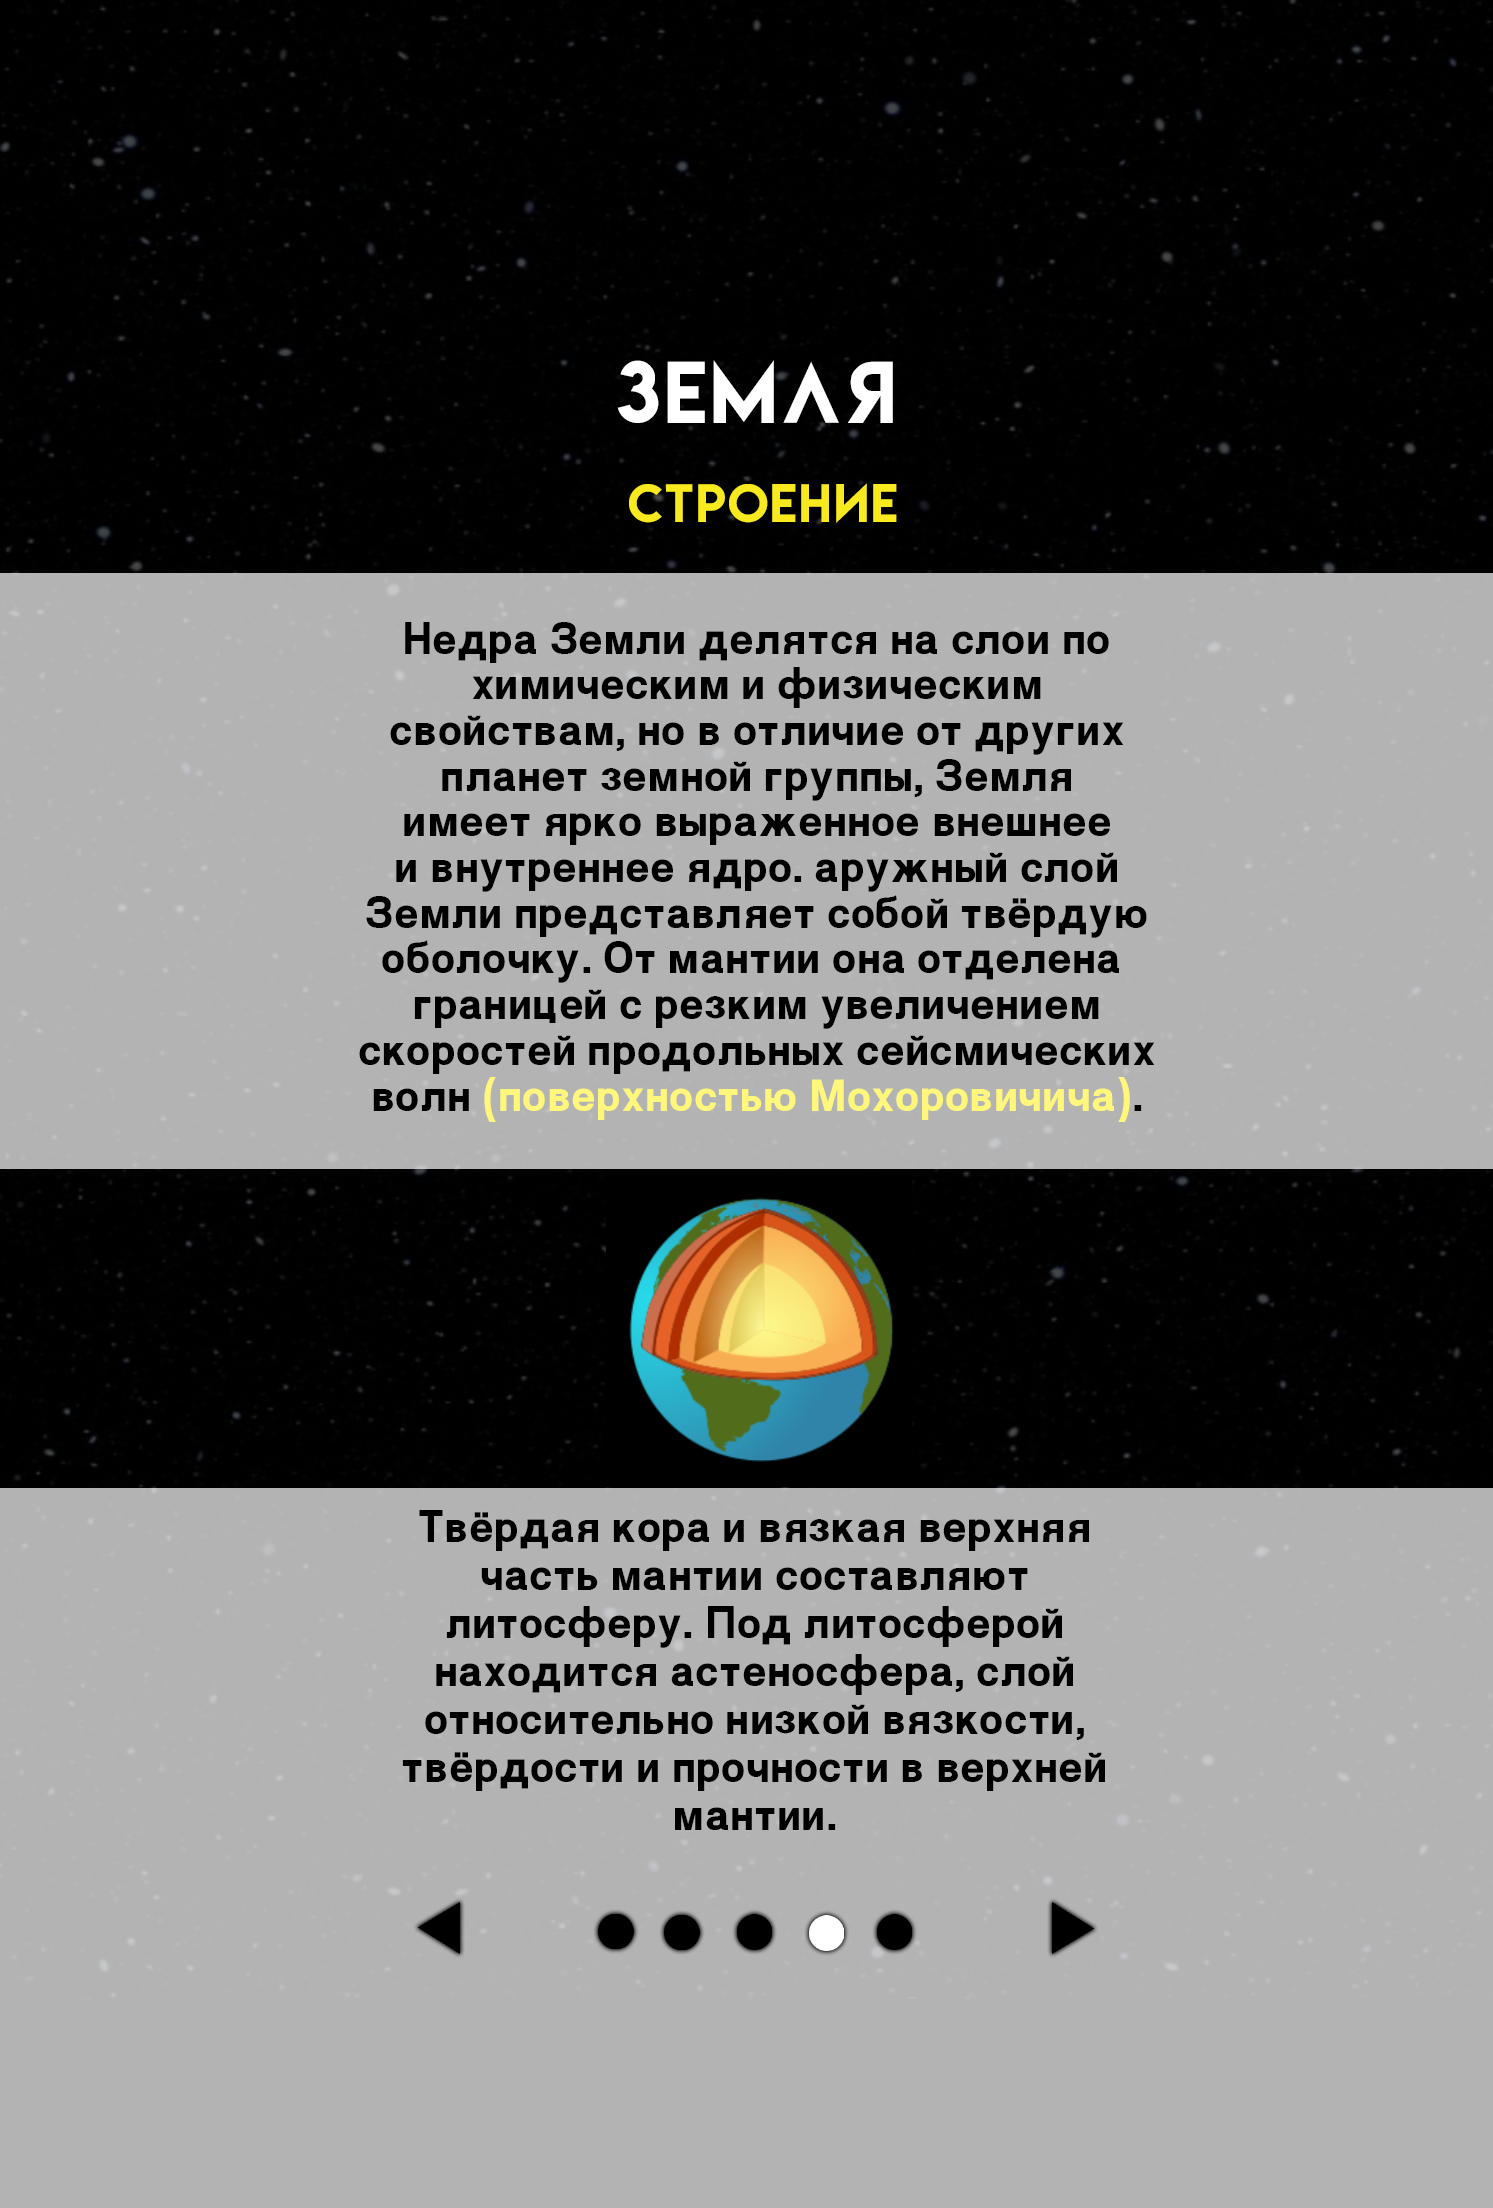 ЗЕМЛЯ
СТРОЕНИЕ
Недра Земли делятся на слои по
химическим и физическим
свойствам, но в отличие от других
планет земной группы, Земля
имеет ярко выраженное внешнее
и внутреннее ядро. аружный слой
Земли представляет собой твёрдую
оболочку. От мантии она отделена
границей с резким увеличением
скоростей продольных сейсмических
волн (поверхностью Мохоровичича).
Твёрдая кора и вязкая верхняя
часть мантии составляют
литосферу. Под литосферой
находится астеносфера, слой
относительно низкой вязкости,
твёрдости и прочности в верхней
мантии.